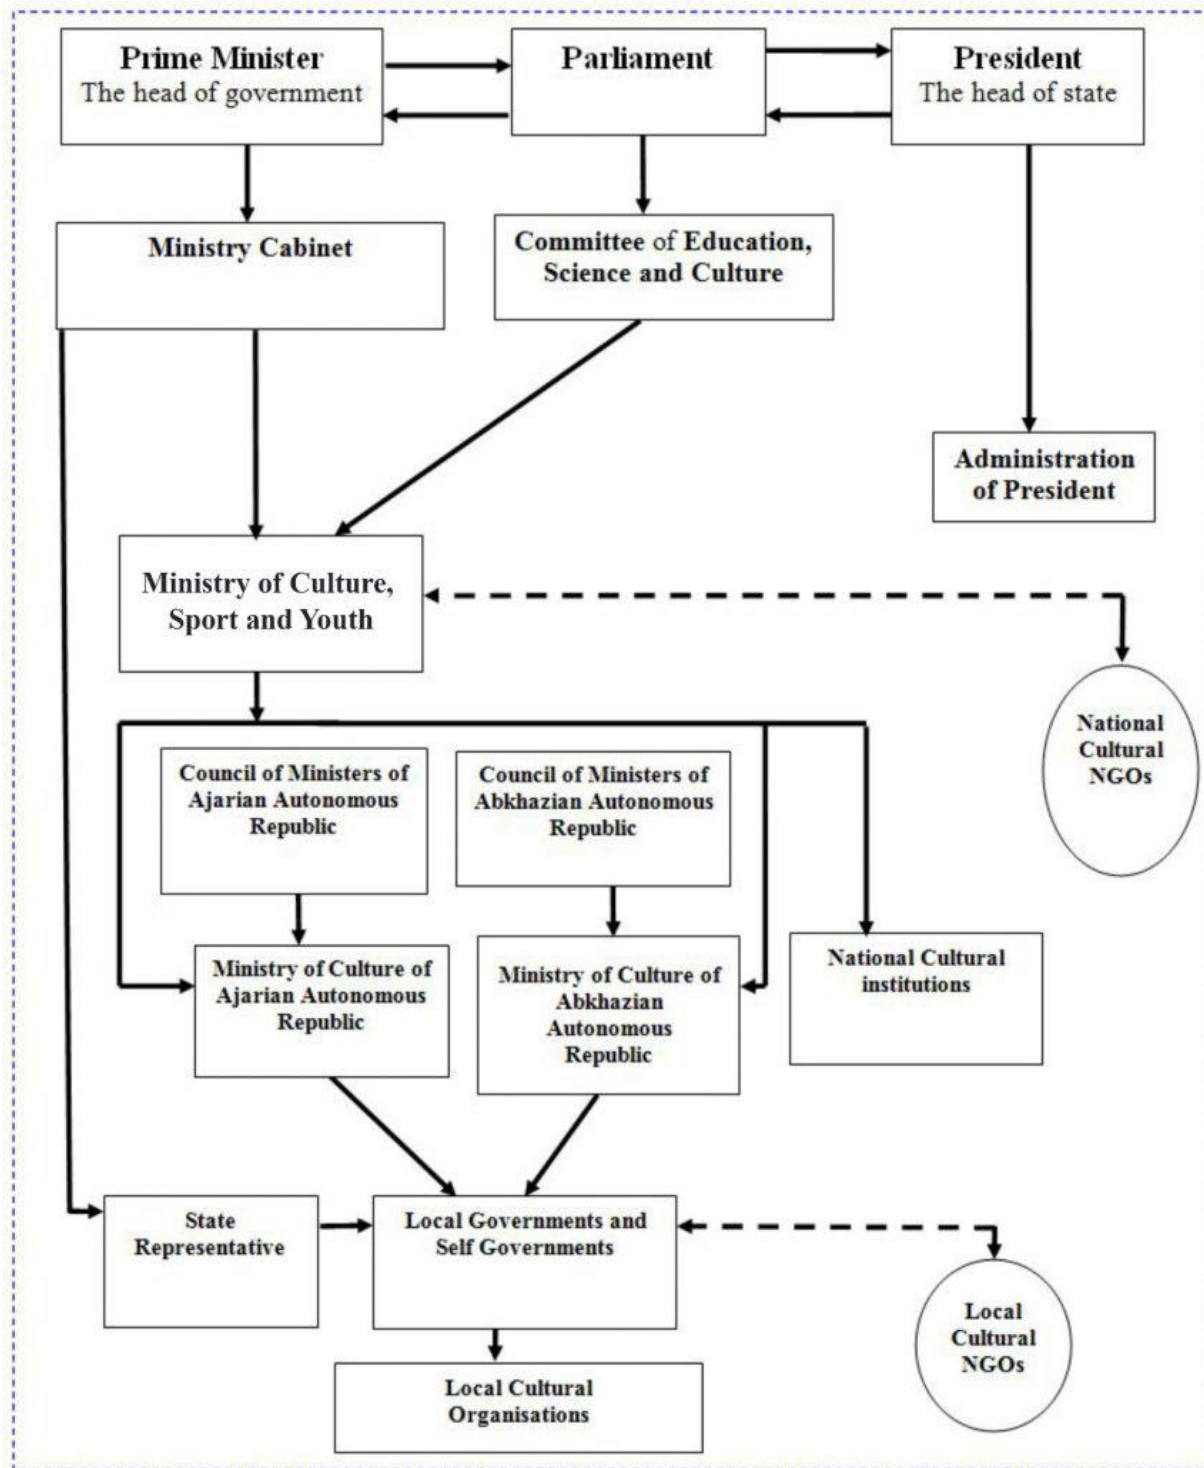 Prime Minister
The head of government
Parliament
President
The head of state
Ministry Cabinet
Committee of Education,
Science and Culture
Administration
of President
Ministry of Culture,
Sport and Youth
National
Cultural
NGOs
Council of Ministers of
Ajarian Autonomous
Republic
Council of Ministers of
Abkhazian Autonomous
Republic
Ministry of Culture of
Ajarian Autonomous
Republic
Ministry of Culture of
Abkhazian
Autonomous
Republic
National Cultural
institutions
State
Representative
Local Governments and
Self Governments
Local
Cultural
NGOs
Local Cultural
Organisations